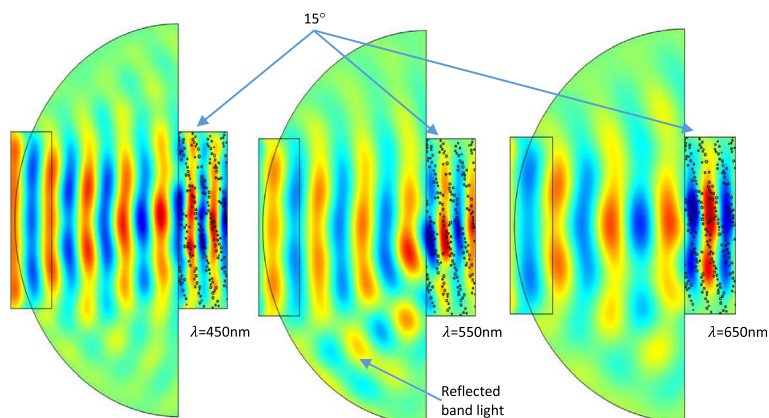 15°
λ=450nm
λ=550nm
λ=650nm
Reflected
band light